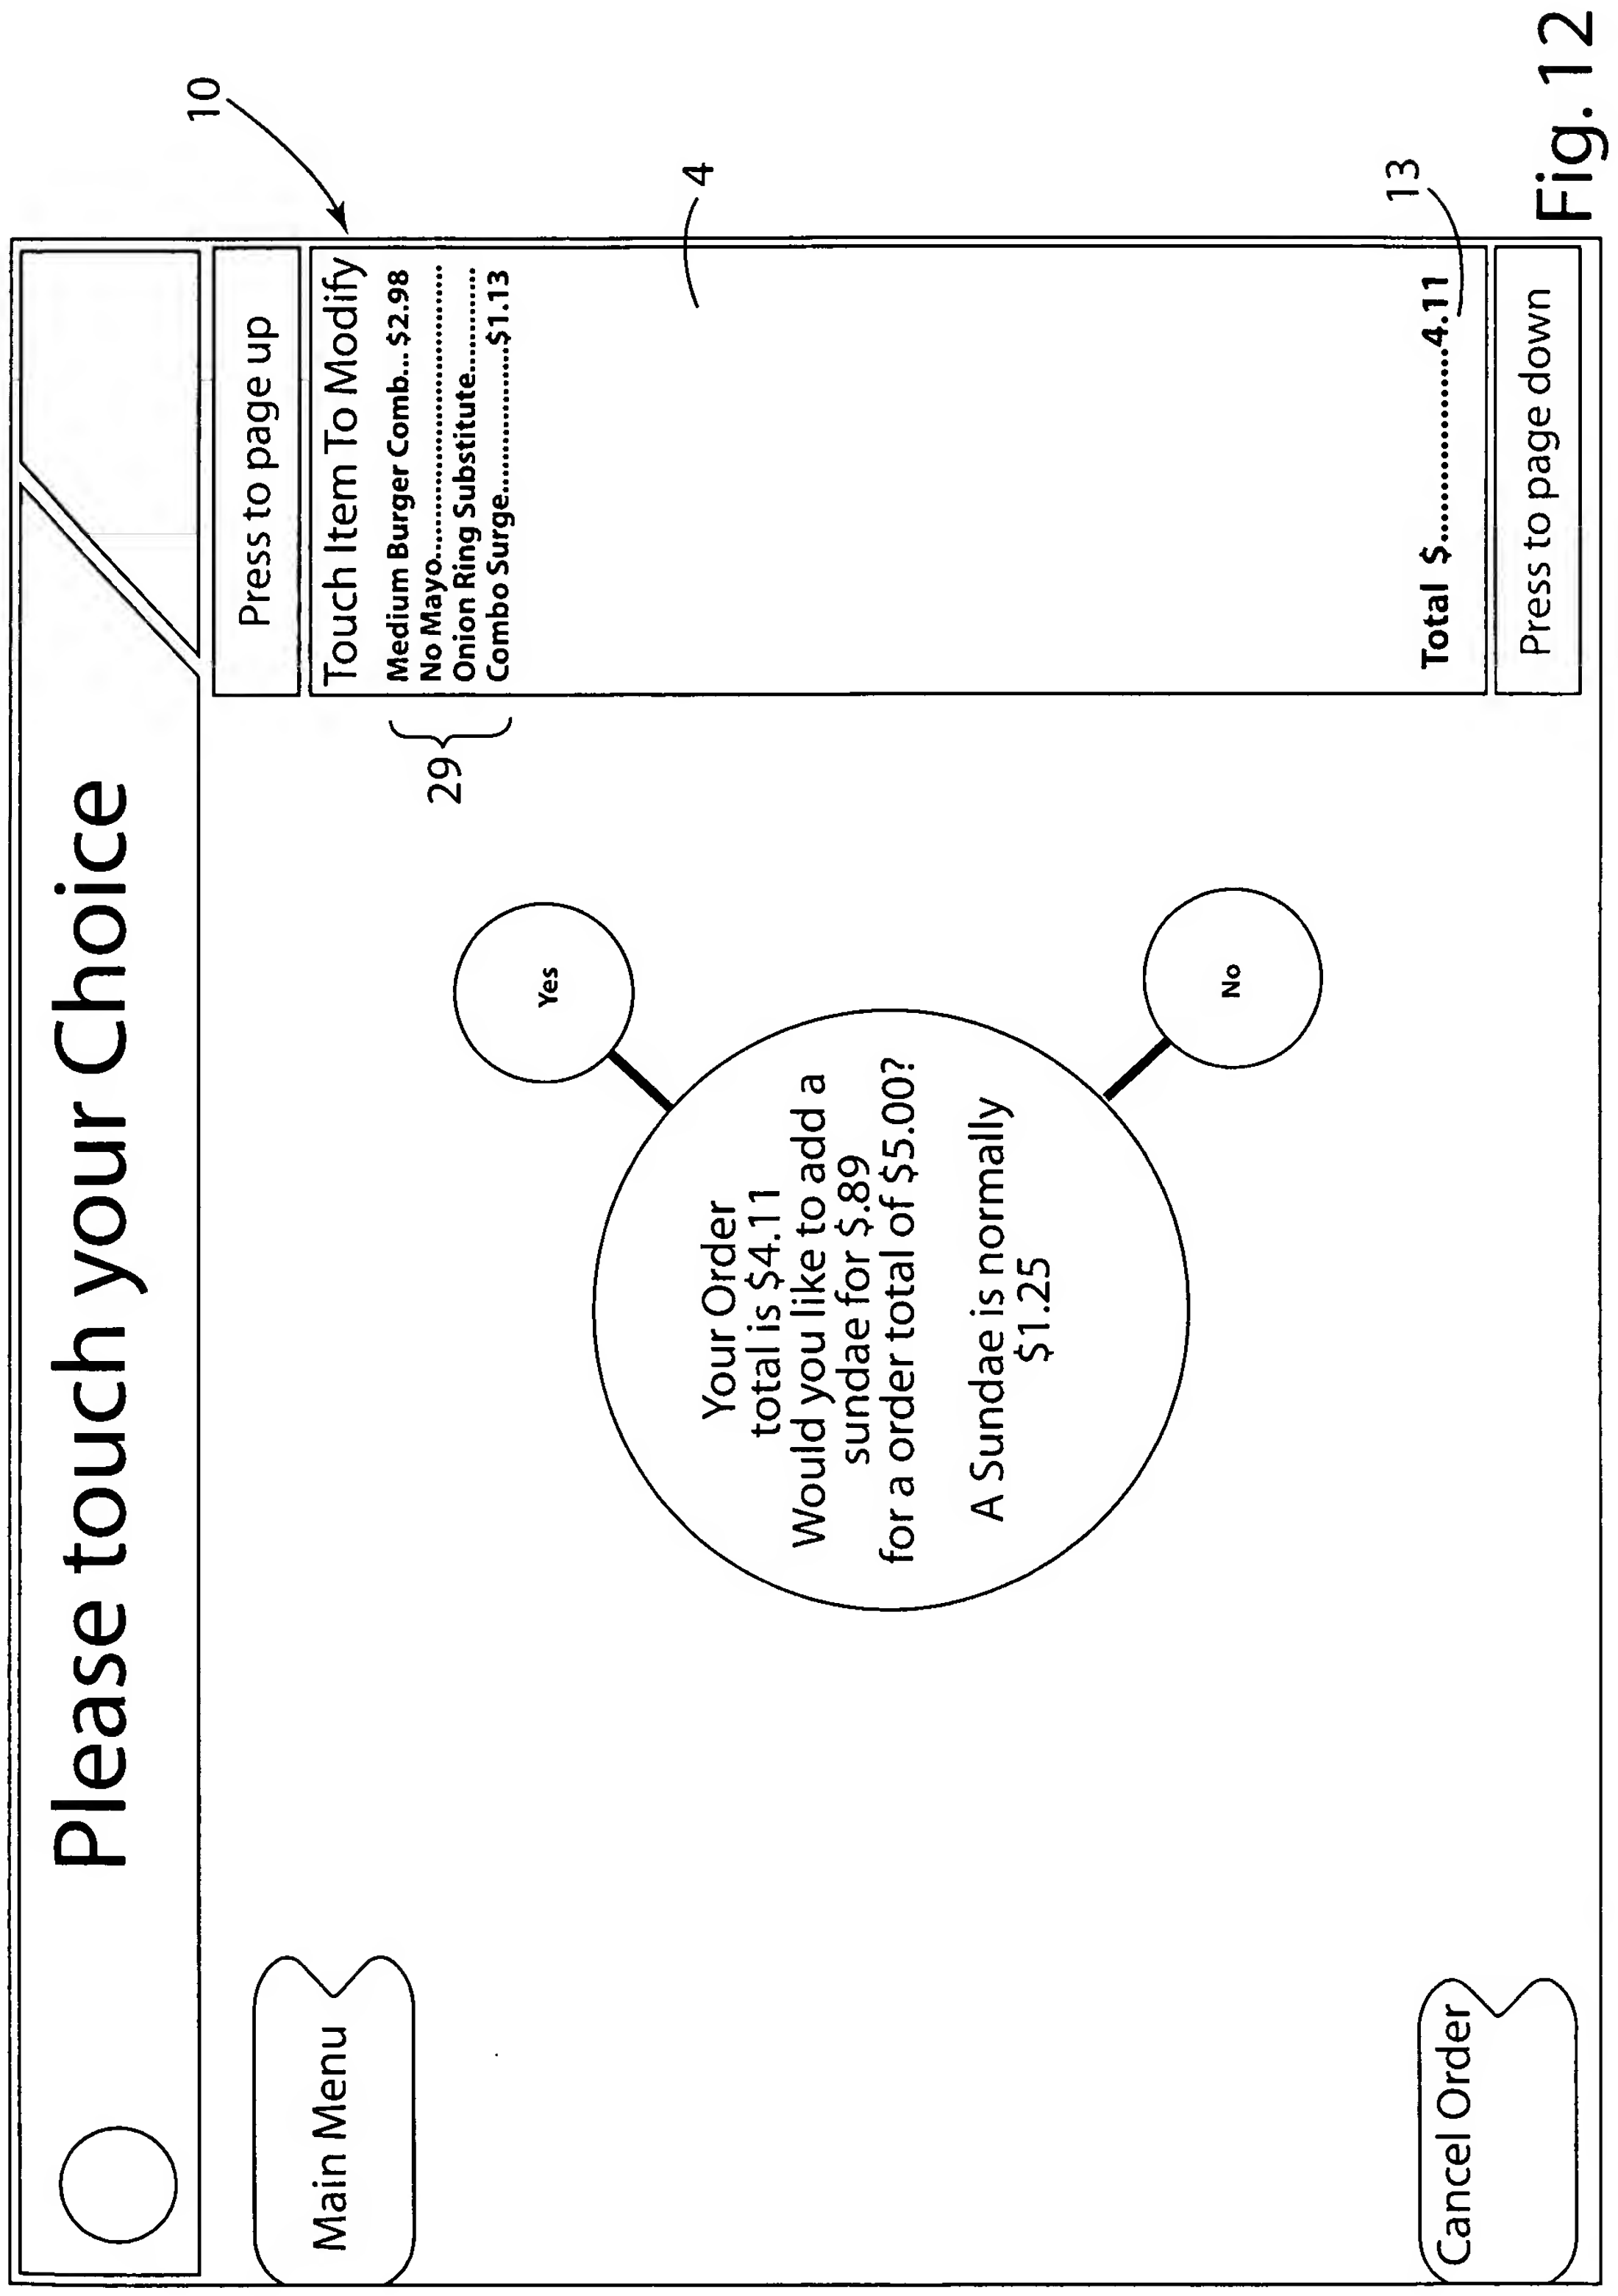 Please touch your Choice
10
Press to page up
Main Menu
Touch Item To Modify
29
Medium Burger Comb... $2.98
No Mayo...............................
Onion Ring Substitute............
Combo Surge.................$1.13
4
Yes
Your Order
total is $4.11
Would you like to add a
sundae for $.89
for a order total of $5.00?
A Sundae is normally
$1.25
No
13
Total $...................4.11
Cancel Order
Press to page down
Fig. 12